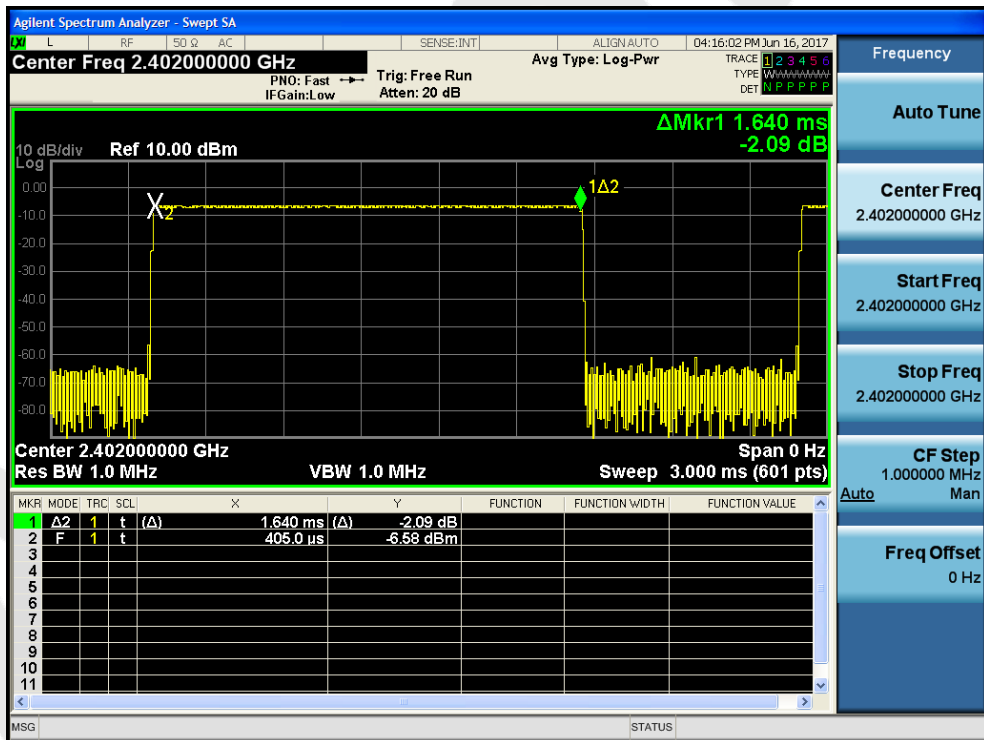 Agilent Spectrum Analyzer - Swept SA
LXI L RF 50 Ω AC SENSE:INT ALIGNAUTO 04:16:02 PM Jun 16, 2017
Center Freq 2.402000000 GHz
PNO: Fast
IFGain:Low
Trig: Free Run
Atten: 20 dB
Avg Type: Log-Pwr
TRACE 1 2 3 4 5 6
TYPE WWWWWWW
DET N P P P P P
ΔMkr1 1.640 ms
-2.09 dB
10 dB/div Ref 10.00 dBm
Log
0.00
-10.0
-20.0
-30.0
-40.0
-50.0
-60.0
-70.0
-80.0
2
1Δ2
Center 2.402000000 GHz Span 0 Hz
Res BW 1.0 MHz VBW 1.0 MHz Sweep 3.000 ms (601 pts)
MKR MODE TRC SCL X Y FUNCTION FUNCTION WIDTH FUNCTION VALUE
1 Δ2 1 t (Δ) 1.640 ms (Δ) -2.09 dB
2 F 1 t 405.0 µs -6.58 dBm
3
4
5
6
7
8
9
10
11
MSG STATUS
Frequency
Auto Tune
Center Freq
2.402000000 GHz
Start Freq
2.402000000 GHz
Stop Freq
2.402000000 GHz
CF Step
1.000000 MHz
Auto Man
Freq Offset
0 Hz